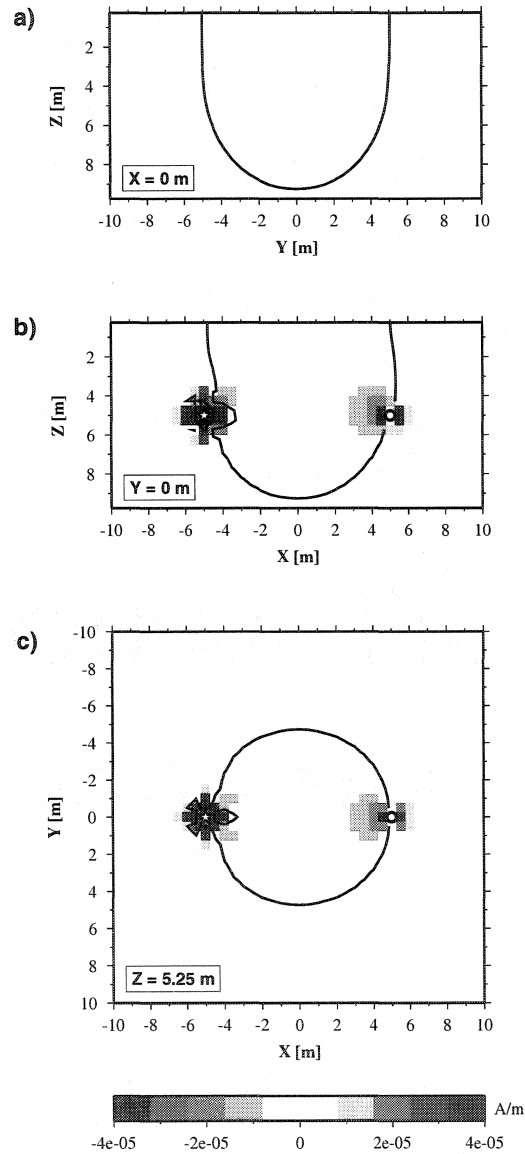 a)
2
4
6
8
Z [m]
X = 0 m
-10 -8 -6 -4 -2 0 2 4 6 8 10
Y [m]
b)
2
4
6
8
Z [m]
Y = 0 m
-10 -8 -6 -4 -2 0 2 4 6 8 10
X [m]
c)
-10
-8
-6
-4
-2
0
2
4
6
8
10
Y [m]
Z = 5.25 m
-10 -8 -6 -4 -2 0 2 4 6 8 10
X [m]
A/m
-4e-05 -2e-05 0 2e-05 4e-05